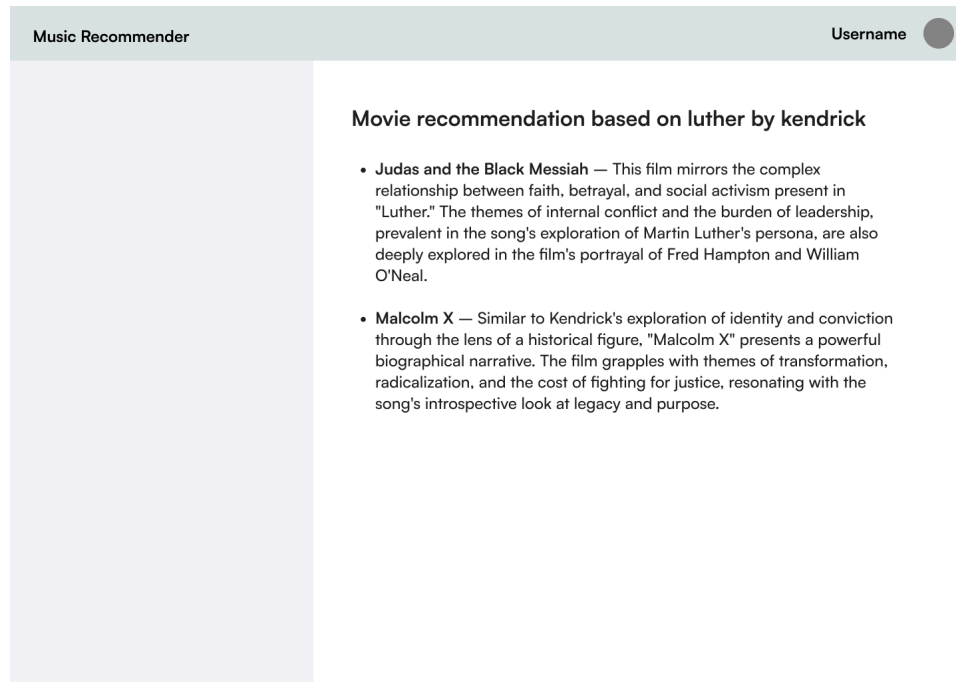 Music Recommender
Username
Movie recommendation based on luther by kendrick
• Judas and the Black Messiah — This film mirrors the complex
relationship between faith, betrayal, and social activism present in
"Luther." The themes of internal conflict and the burden of leadership,
prevalent in the song's exploration of Martin Luther's persona, are also
deeply explored in the film's portrayal of Fred Hampton and William
O'Neal.
• Malcolm X — Similar to Kendrick's exploration of identity and conviction
through the lens of a historical figure, "Malcolm X" presents a powerful
biographical narrative. The film grapples with themes of transformation,
radicalization, and the cost of fighting for justice, resonating with the
song's introspective look at legacy and purpose.